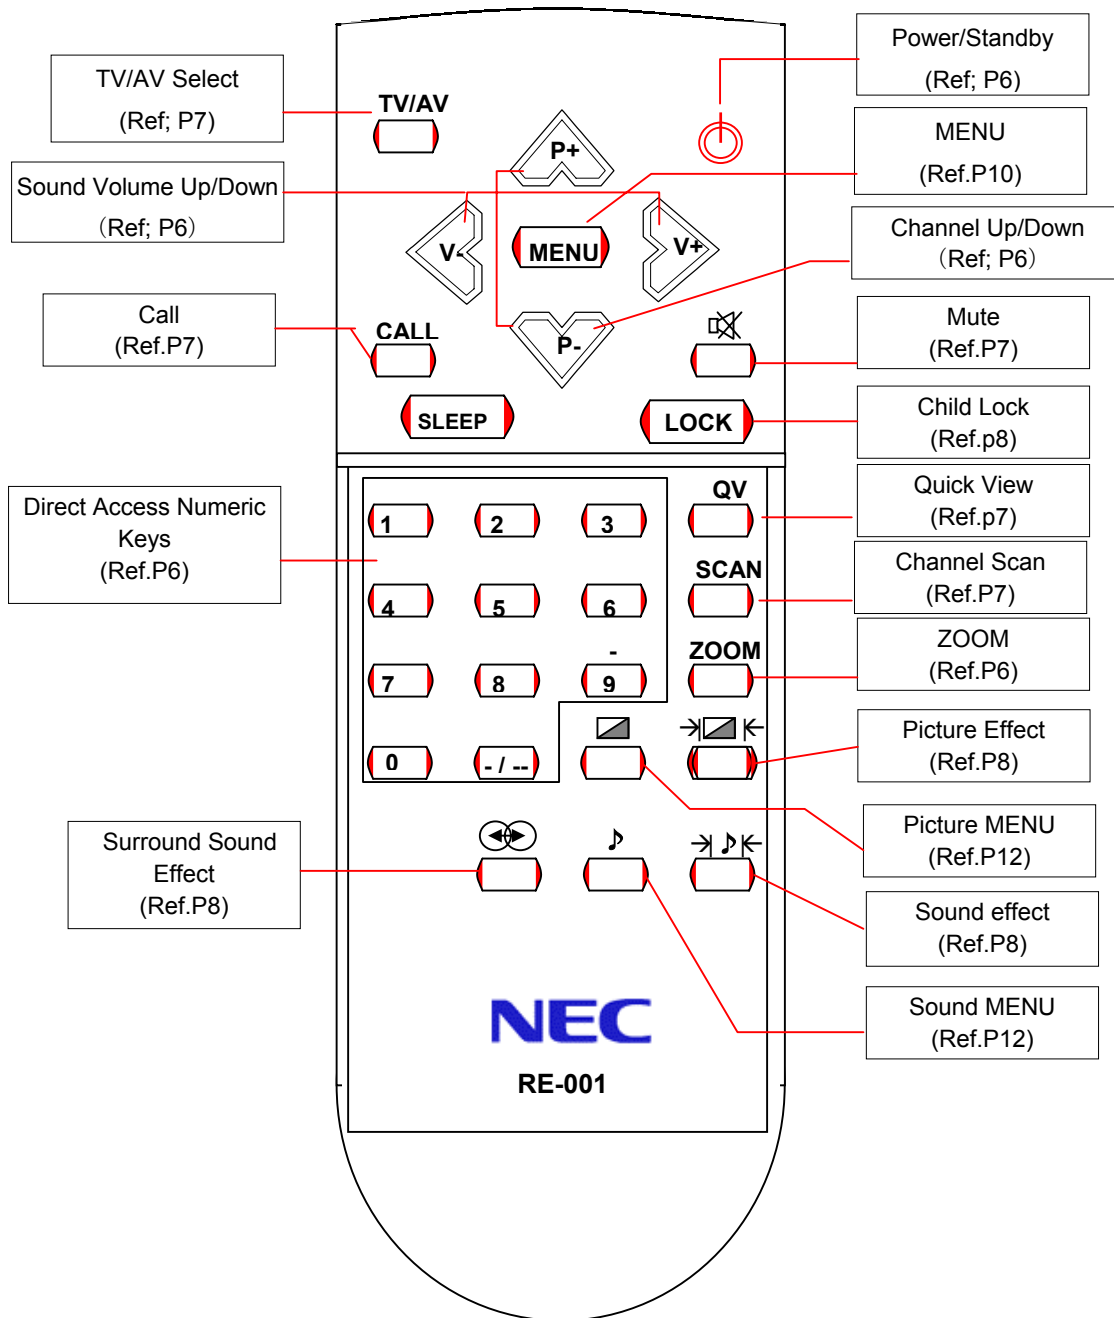 TV/AV Select
(Ref; P7)
Sound Volume Up/Down
(Ref; P6)
Call
(Ref.P7)
Direct Access Numeric
Keys
(Ref.P6)
Surround Sound
Effect
(Ref.P8)
TV/AV
P+
V-
MENU
V+
P-
CALL
SLEEP
LOCK
QV
1
2
3
SCAN
4
5
6
-
ZOOM
7
8
9
0
- / --
NEC
RE-001
Power/Standby
(Ref; P6)
MENU
(Ref.P10)
Channel Up/Down
(Ref; P6)
Mute
(Ref.P7)
Child Lock
(Ref.p8)
Quick View
(Ref.p7)
Channel Scan
(Ref.P7)
ZOOM
(Ref.P6)
Picture Effect
(Ref.P8)
Picture MENU
(Ref.P12)
Sound effect
(Ref.P8)
Sound MENU
(Ref.P12)